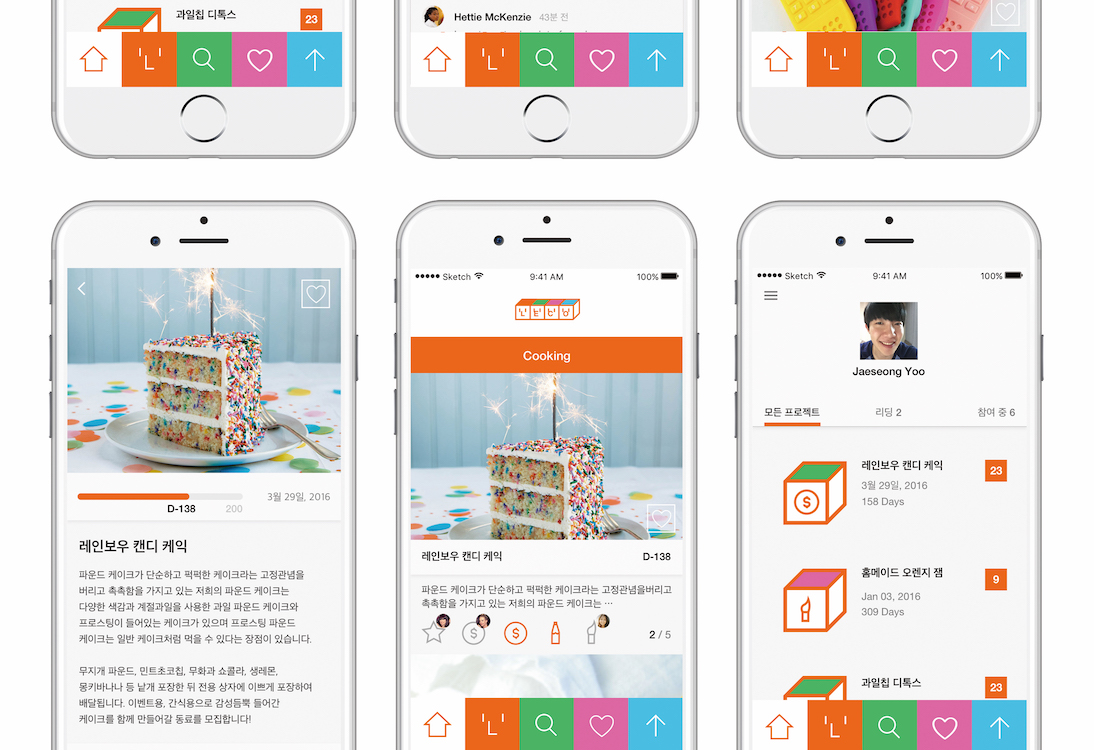 과일칩 디톡스
23
Hettie McKenzie 43분 전
3월 29일, 2016
D-138
200
레인보우 캔디 케익
파운드 케이크가 단순하고 퍽퍽한 케이크라는 고정관념을
버리고 촉촉함을 가지고 있는 저희의 파운드 케이크는
다양한 색감과 계절과일을 사용한 과일 파운드 케이크와
프로스팅이 들어있는 케이크가 있으며 프로스팅 파운드
케이크는 일반 케이크처럼 먹을 수 있다는 장점이 있습니다.
무지개 파운드, 민트초코칩, 무화과 쇼콜라, 생레몬,
몽키바나나 등 낱개 포장한 뒤 전용 상자에 이쁘게 포장하여
배달됩니다. 이벤트용, 간식용으로 감성듬뿍 들어간
케이크를 함께 만들어갈 동료를 모집합니다!
Sketch 9:41 AM 100%
Cooking
레인보우 캔디 케익 D-138
파운드 케이크가 단순하고 퍽퍽한 케이크라는 고정관념을버리고
촉촉함을 가지고 있는 저희의 파운드 케이크는 ···
2 / 5
Sketch 9:41 AM 100%
Jaeseong Yoo
모든 프로젝트 리딩 2 참여 중 6
레인보우 캔디 케익
23
3월 29일, 2016
158 Days
홈메이드 오렌지 잼
9
Jan 03, 2016
309 Days
과일칩 디톡스
23